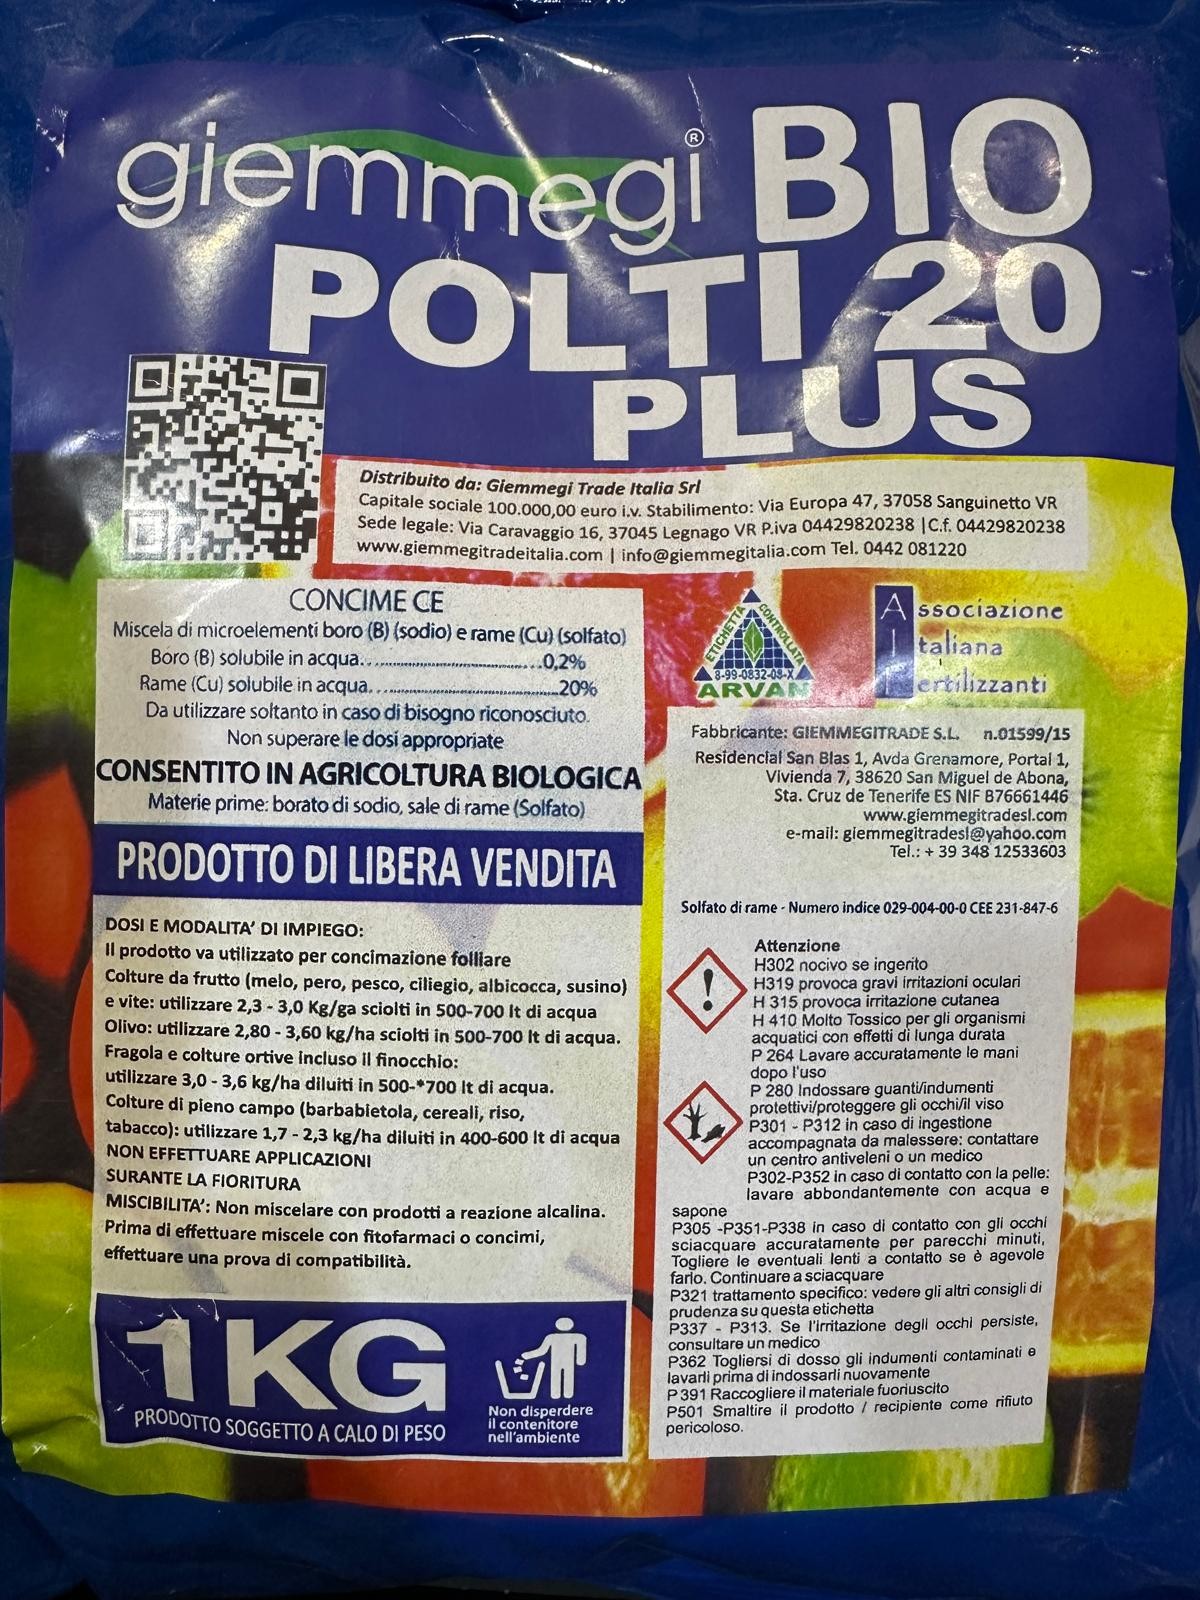 giemmegi® BIO
POLTI 20
PLUS
Distribuito da: Giemmegi Trade Italia Srl
Capitale sociale 100.000,00 euro i.v. Stabilimento: Via Europa 47, 37058 Sanguinetto VR
Sede legale: Via Caravaggio 16, 37045 Legnago VR P.iva 04429820238 |C.f. 04429820238
www.giemmegitradeitalia.com | info@giemmegitalia.com Tel. 0442 081220
CONCIME CE
Miscela di microelementi boro (B) (sodio) e rame (Cu) (solfato)
Boro (B) solubile in acqua...............................0,2%
Rame (Cu) solubile in acqua...............................20%
Da utilizzare soltanto in caso di bisogno riconosciuto.
Non superare le dosi appropriate
CONSENTITO IN AGRICOLTURA BIOLOGICA
Materie prime: borato di sodio, sale di rame (Solfato)
PRODOTTO DI LIBERA VENDITA
DOSI E MODALITA' DI IMPIEGO:
Il prodotto va utilizzato per concimazione folliare
Colture da frutto (melo, pero, pesco, ciliegio, albicocca, susino)
e vite: utilizzare 2,3 - 3,0 Kg/ga sciolti in 500-700 lt di acqua
Olivo: utilizzare 2,80 - 3,60 kg/ha sciolti in 500-700 lt di acqua.
Fragola e colture ortive incluso il finocchio:
utilizzare 3,0 - 3,6 kg/ha diluiti in 500-*700 lt di acqua.
Colture di pieno campo (barbabietola, cereali, riso,
tabacco): utilizzare 1,7 - 2,3 kg/ha diluiti in 400-600 lt di acqua
NON EFFETTUARE APPLICAZIONI
SURANTE LA FIORITURA
MISCIBILITA': Non miscelare con prodotti a reazione alcalina.
Prima di effettuare miscele con fitofarmaci o concimi,
effettuare una prova di compatibilità.
1KG
PRODOTTO SOGGETTO A CALO DI PESO
Non disperdere
il contenitore
nell'ambiente
ETICHETTA CONTROLLATA
8-99-0832-08-X
ARVAN
Associazione
Italiana
Fertilizzanti
Fabbricante: GIEMMEGITRADE S.L. n.01599/15
Residencial San Blas 1, Avda Grenamore, Portal 1,
Vivienda 7, 38620 San Miguel de Abona,
Sta. Cruz de Tenerife ES NIF B76661446
www.giemmegitradesl.com
e-mail: giemmegitradesl@yahoo.com
Tel.: + 39 348 12533603
Solfato di rame - Numero indice 029-004-00-0 CEE 231-847-6
Attenzione
H302 nocivo se ingerito
H319 provoca gravi irritazioni oculari
H 315 provoca irritazione cutanea
H 410 Molto Tossico per gli organismi
acquatici con effetti di lunga durata
P 264 Lavare accuratamente le mani
dopo l'uso
P 280 Indossare guanti/indumenti
protettivi/proteggere gli occhi/il viso
P301 - P312 in caso di ingestione
accompagnata da malessere: contattare
un centro antiveleni o un medico
P302-P352 in caso di contatto con la pelle:
lavare abbondantemente con acqua e
sapone
P305 -P351-P338 in caso di contatto con gli occhi
sciacquare accuratamente per parecchi minuti,
Togliere le eventuali lenti a contatto se è agevole
farlo. Continuare a sciacquare
P321 trattamento specifico: vedere gli altri consigli di
prudenza su questa etichetta
P337 - P313. Se l'irritazione degli occhi persiste,
consultare un medico
P362 Togliersi di dosso gli indumenti contaminati e
lavarli prima di indossarli nuovamente
P 391 Raccogliere il materiale fuoriuscito
P501 Smaltire il prodotto / recipiente come rifiuto
pericoloso.